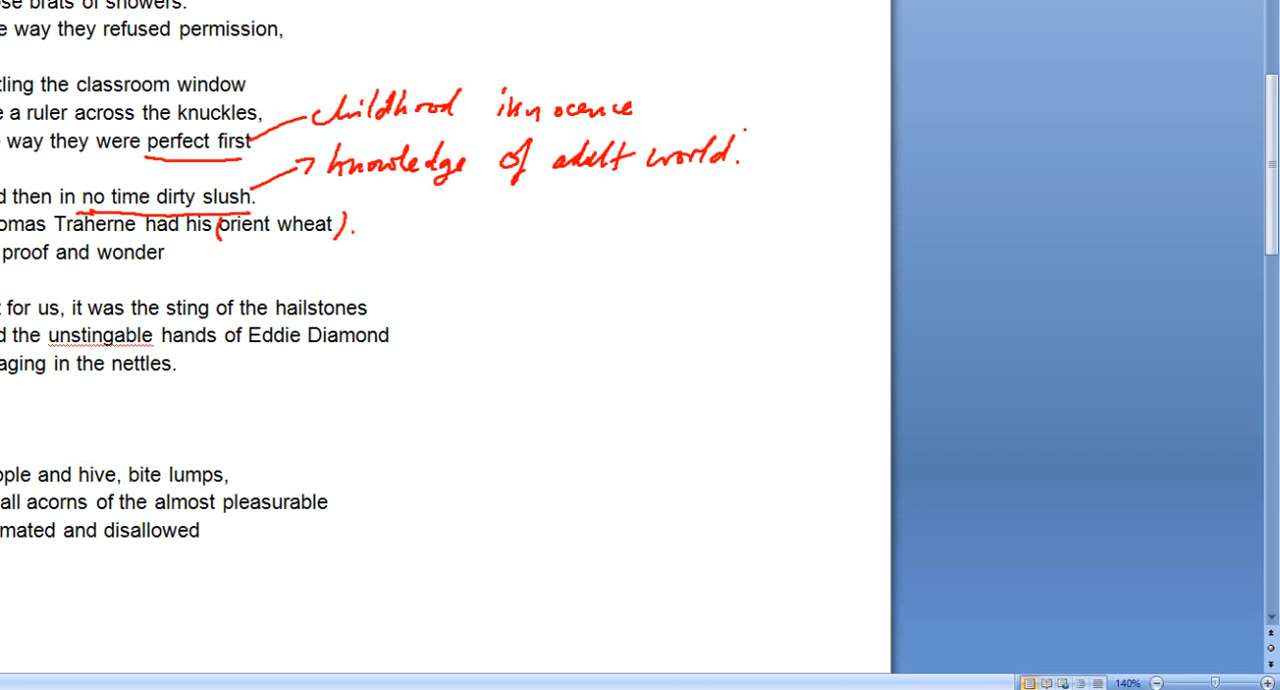 se brats of showers.
e way they refused permission,
tling the classroom window
e a ruler across the knuckles,
childhood innocence
way they were perfect first
knowledge of adult world.
d then in no time dirty slush.
omas Traherne had his (orient wheat).
proof and wonder
t for us, it was the sting of the hailstones
d the unstingable hands of Eddie Diamond
aging in the nettles.
pple and hive, bite lumps,
all acorns of the almost pleasurable
mated and disallowed
140%